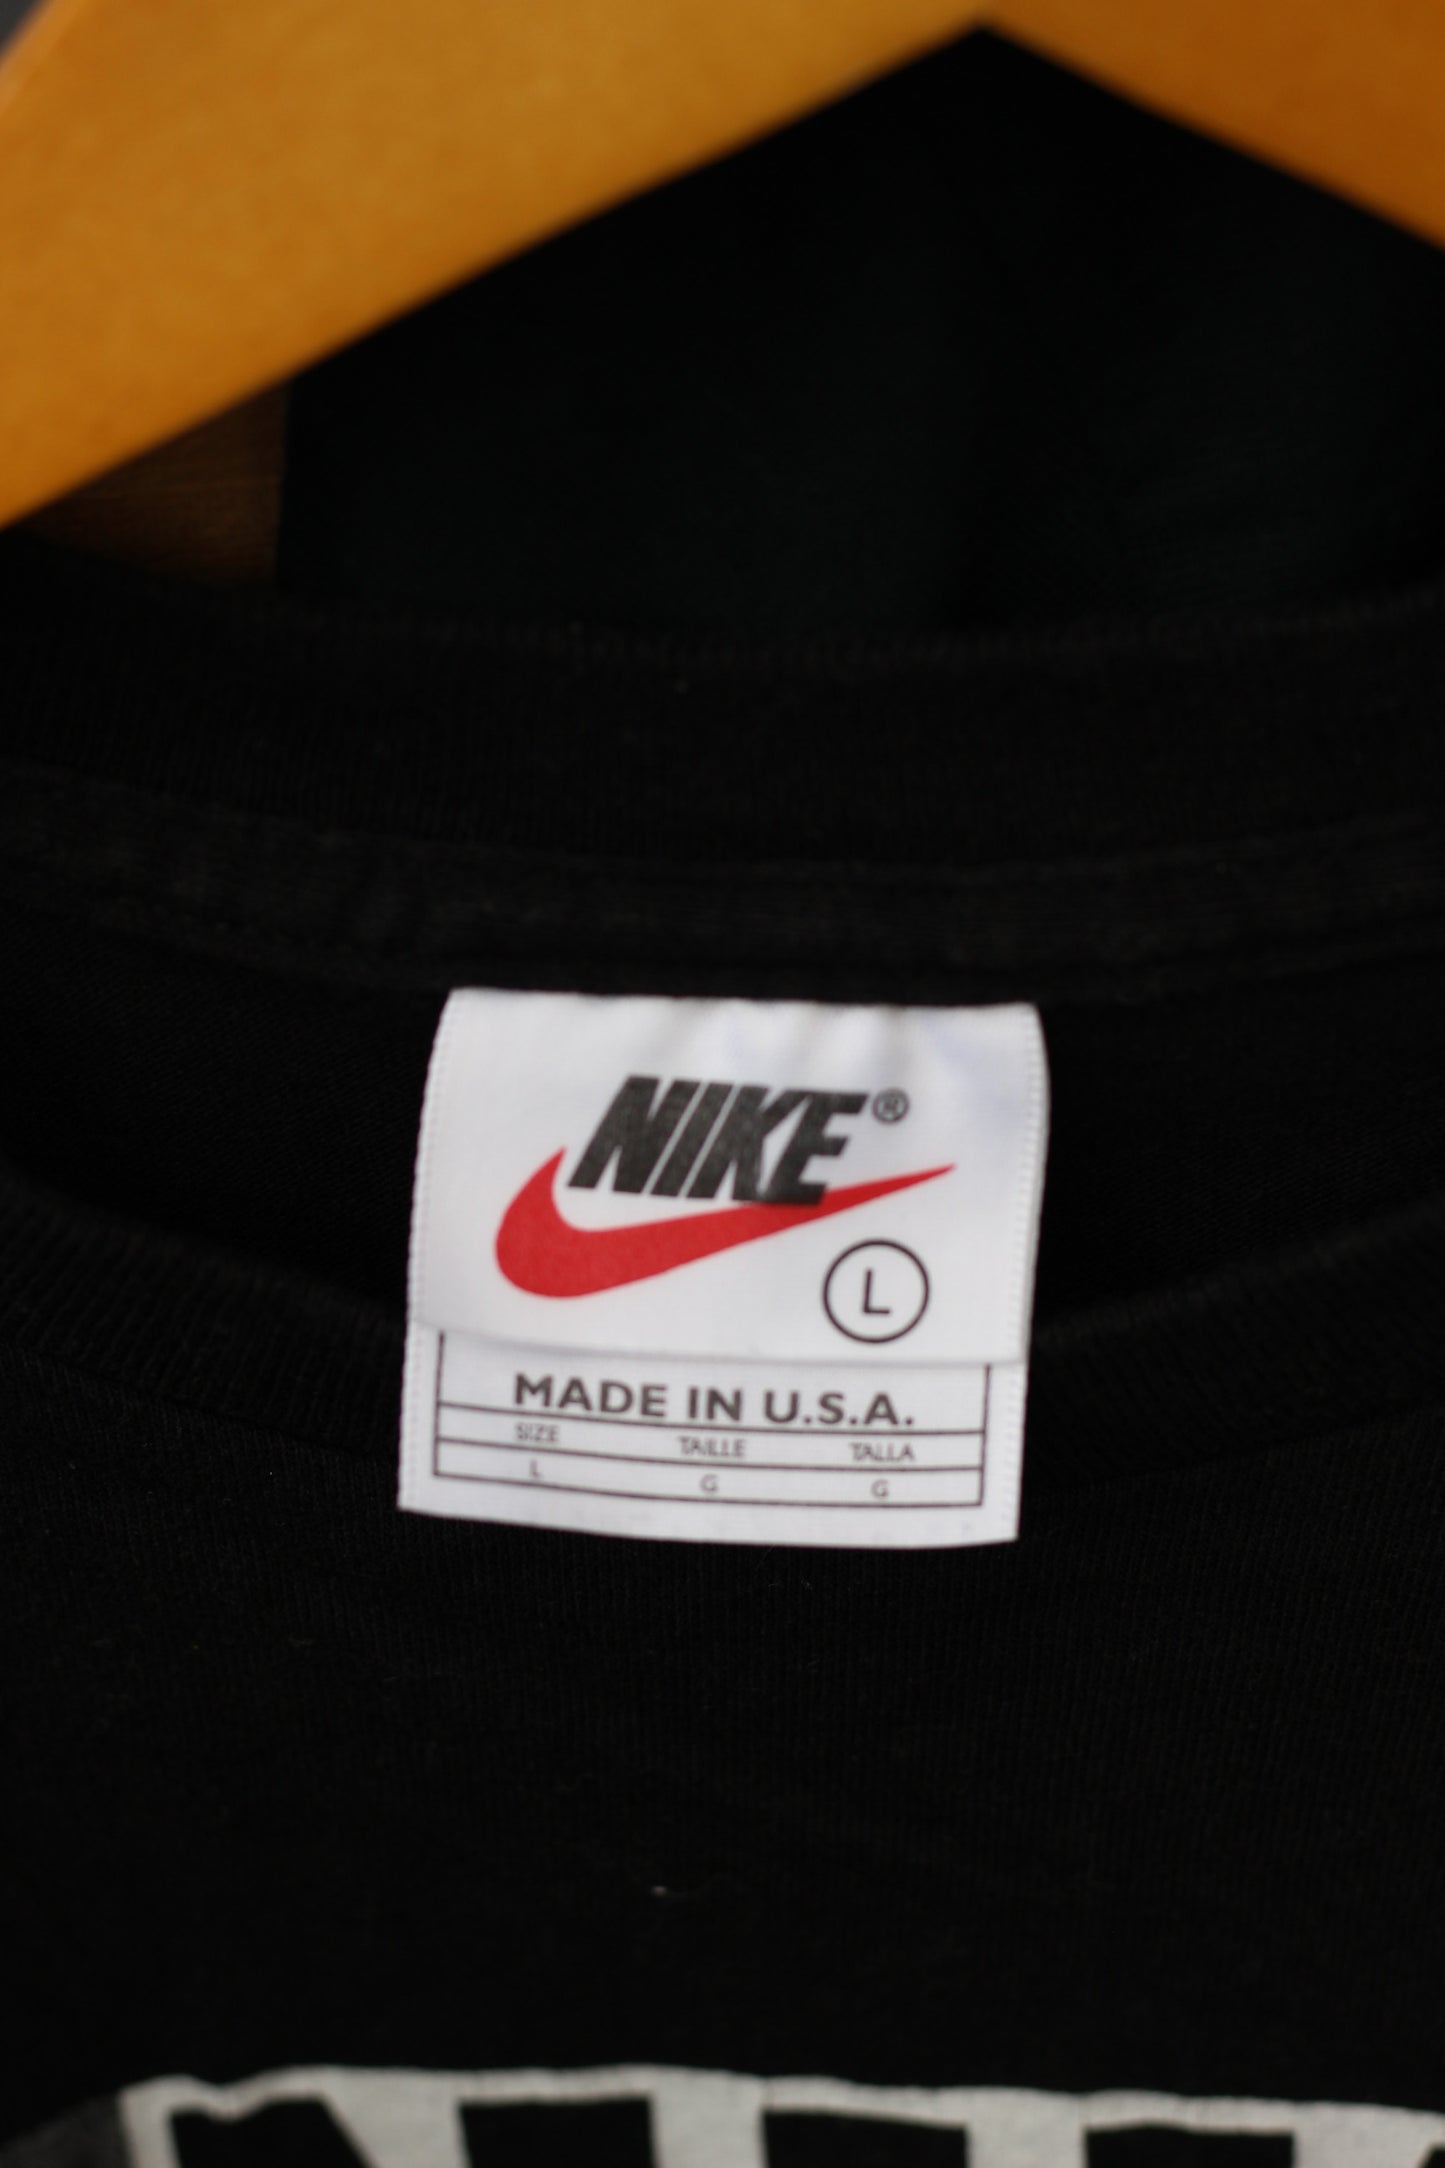 NIKE®
L
MADE IN U.S.A.
SIZE TAILLE TALLA
L G G